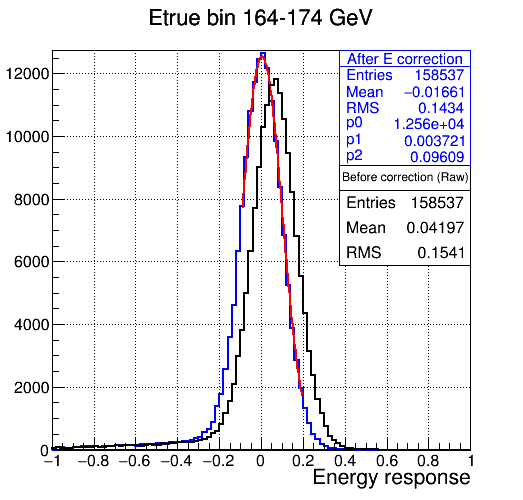 Etrue bin 164-174 GeV
After E correction
Entries 158537
Mean −0.01661
RMS 0.1434
p0 1.256e+04
p1 0.003721
p2 0.09609
Before correction (Raw)
Entries 158537
Mean 0.04197
RMS 0.1541
12000
10000
8000
6000
4000
2000
0
−1 −0.8 −0.6 −0.4 −0.2 0 0.2 0.4 0.6 0.8 1
Energy response